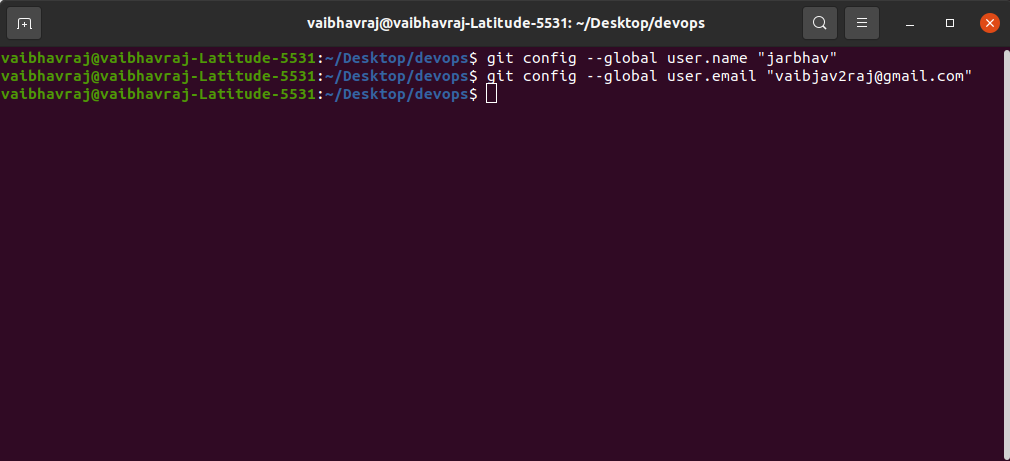 vaibhavraj@vaibhavraj-Latitude-5531: ~/Desktop/devops
vaibhavraj@vaibhavraj-Latitude-5531:~/Desktop/devops$ git config --global user.name "jarbhav"
vaibhavraj@vaibhavraj-Latitude-5531:~/Desktop/devops$ git config --global user.email "vaibjav2raj@gmail.com"
vaibhavraj@vaibhavraj-Latitude-5531:~/Desktop/devops$